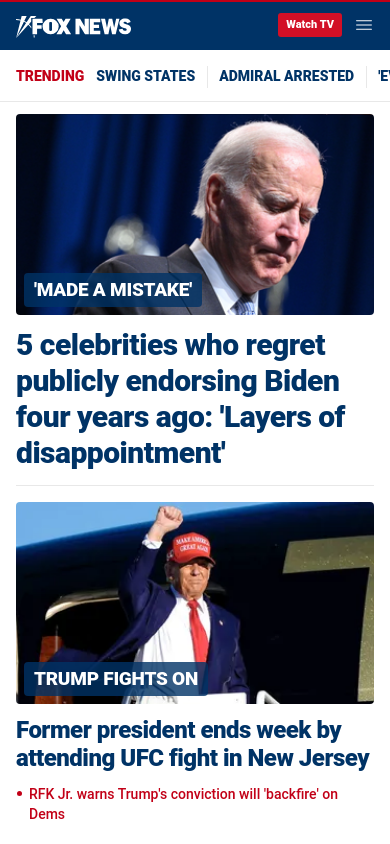 FOX NEWS
Watch TV
TRENDING SWING STATES ADMIRAL ARRESTED
'MADE A MISTAKE'
5 celebrities who regret
publicly endorsing Biden
four years ago: 'Layers of
disappointment'
MAKE AMERICA
GREAT AGAIN
TRUMP FIGHTS ON
Former president ends week by
attending UFC fight in New Jersey
• RFK Jr. warns Trump's conviction will 'backfire' on
Dems